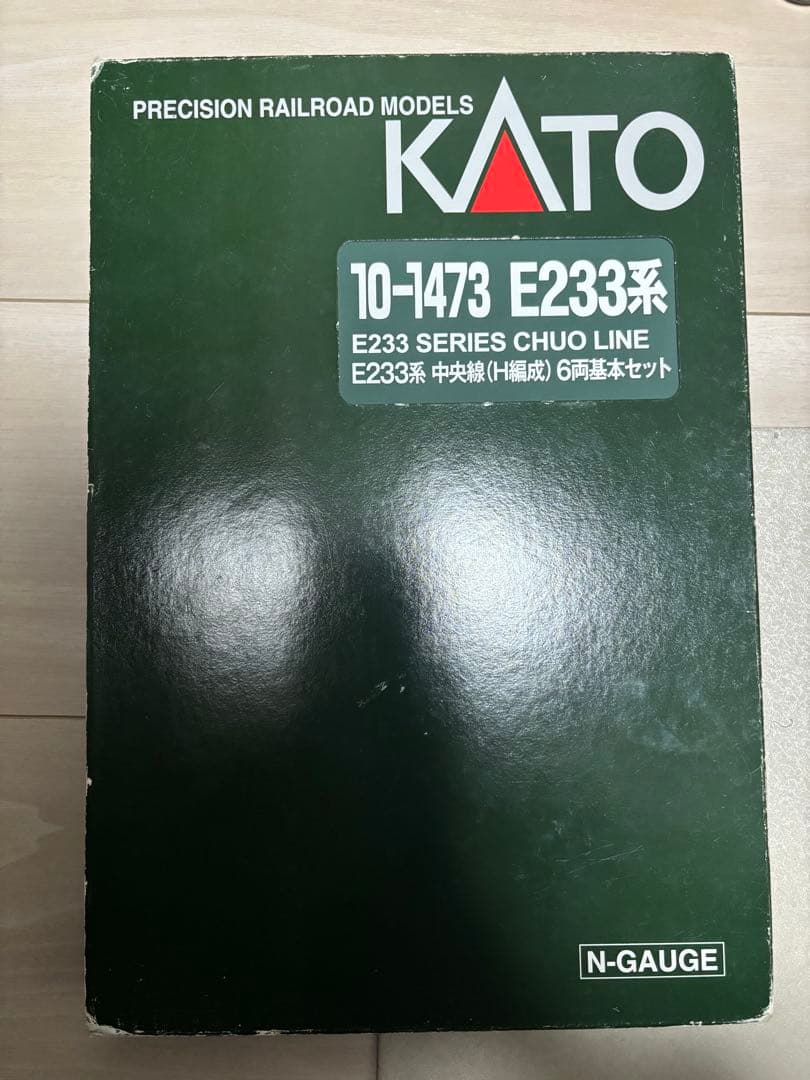 PRECISION RAILROAD MODELS
KATO
10-1473 E233系
E233 SERIES CHUO LINE
E233系 中央線(H編成) 6両基本セット
N-GAUGE